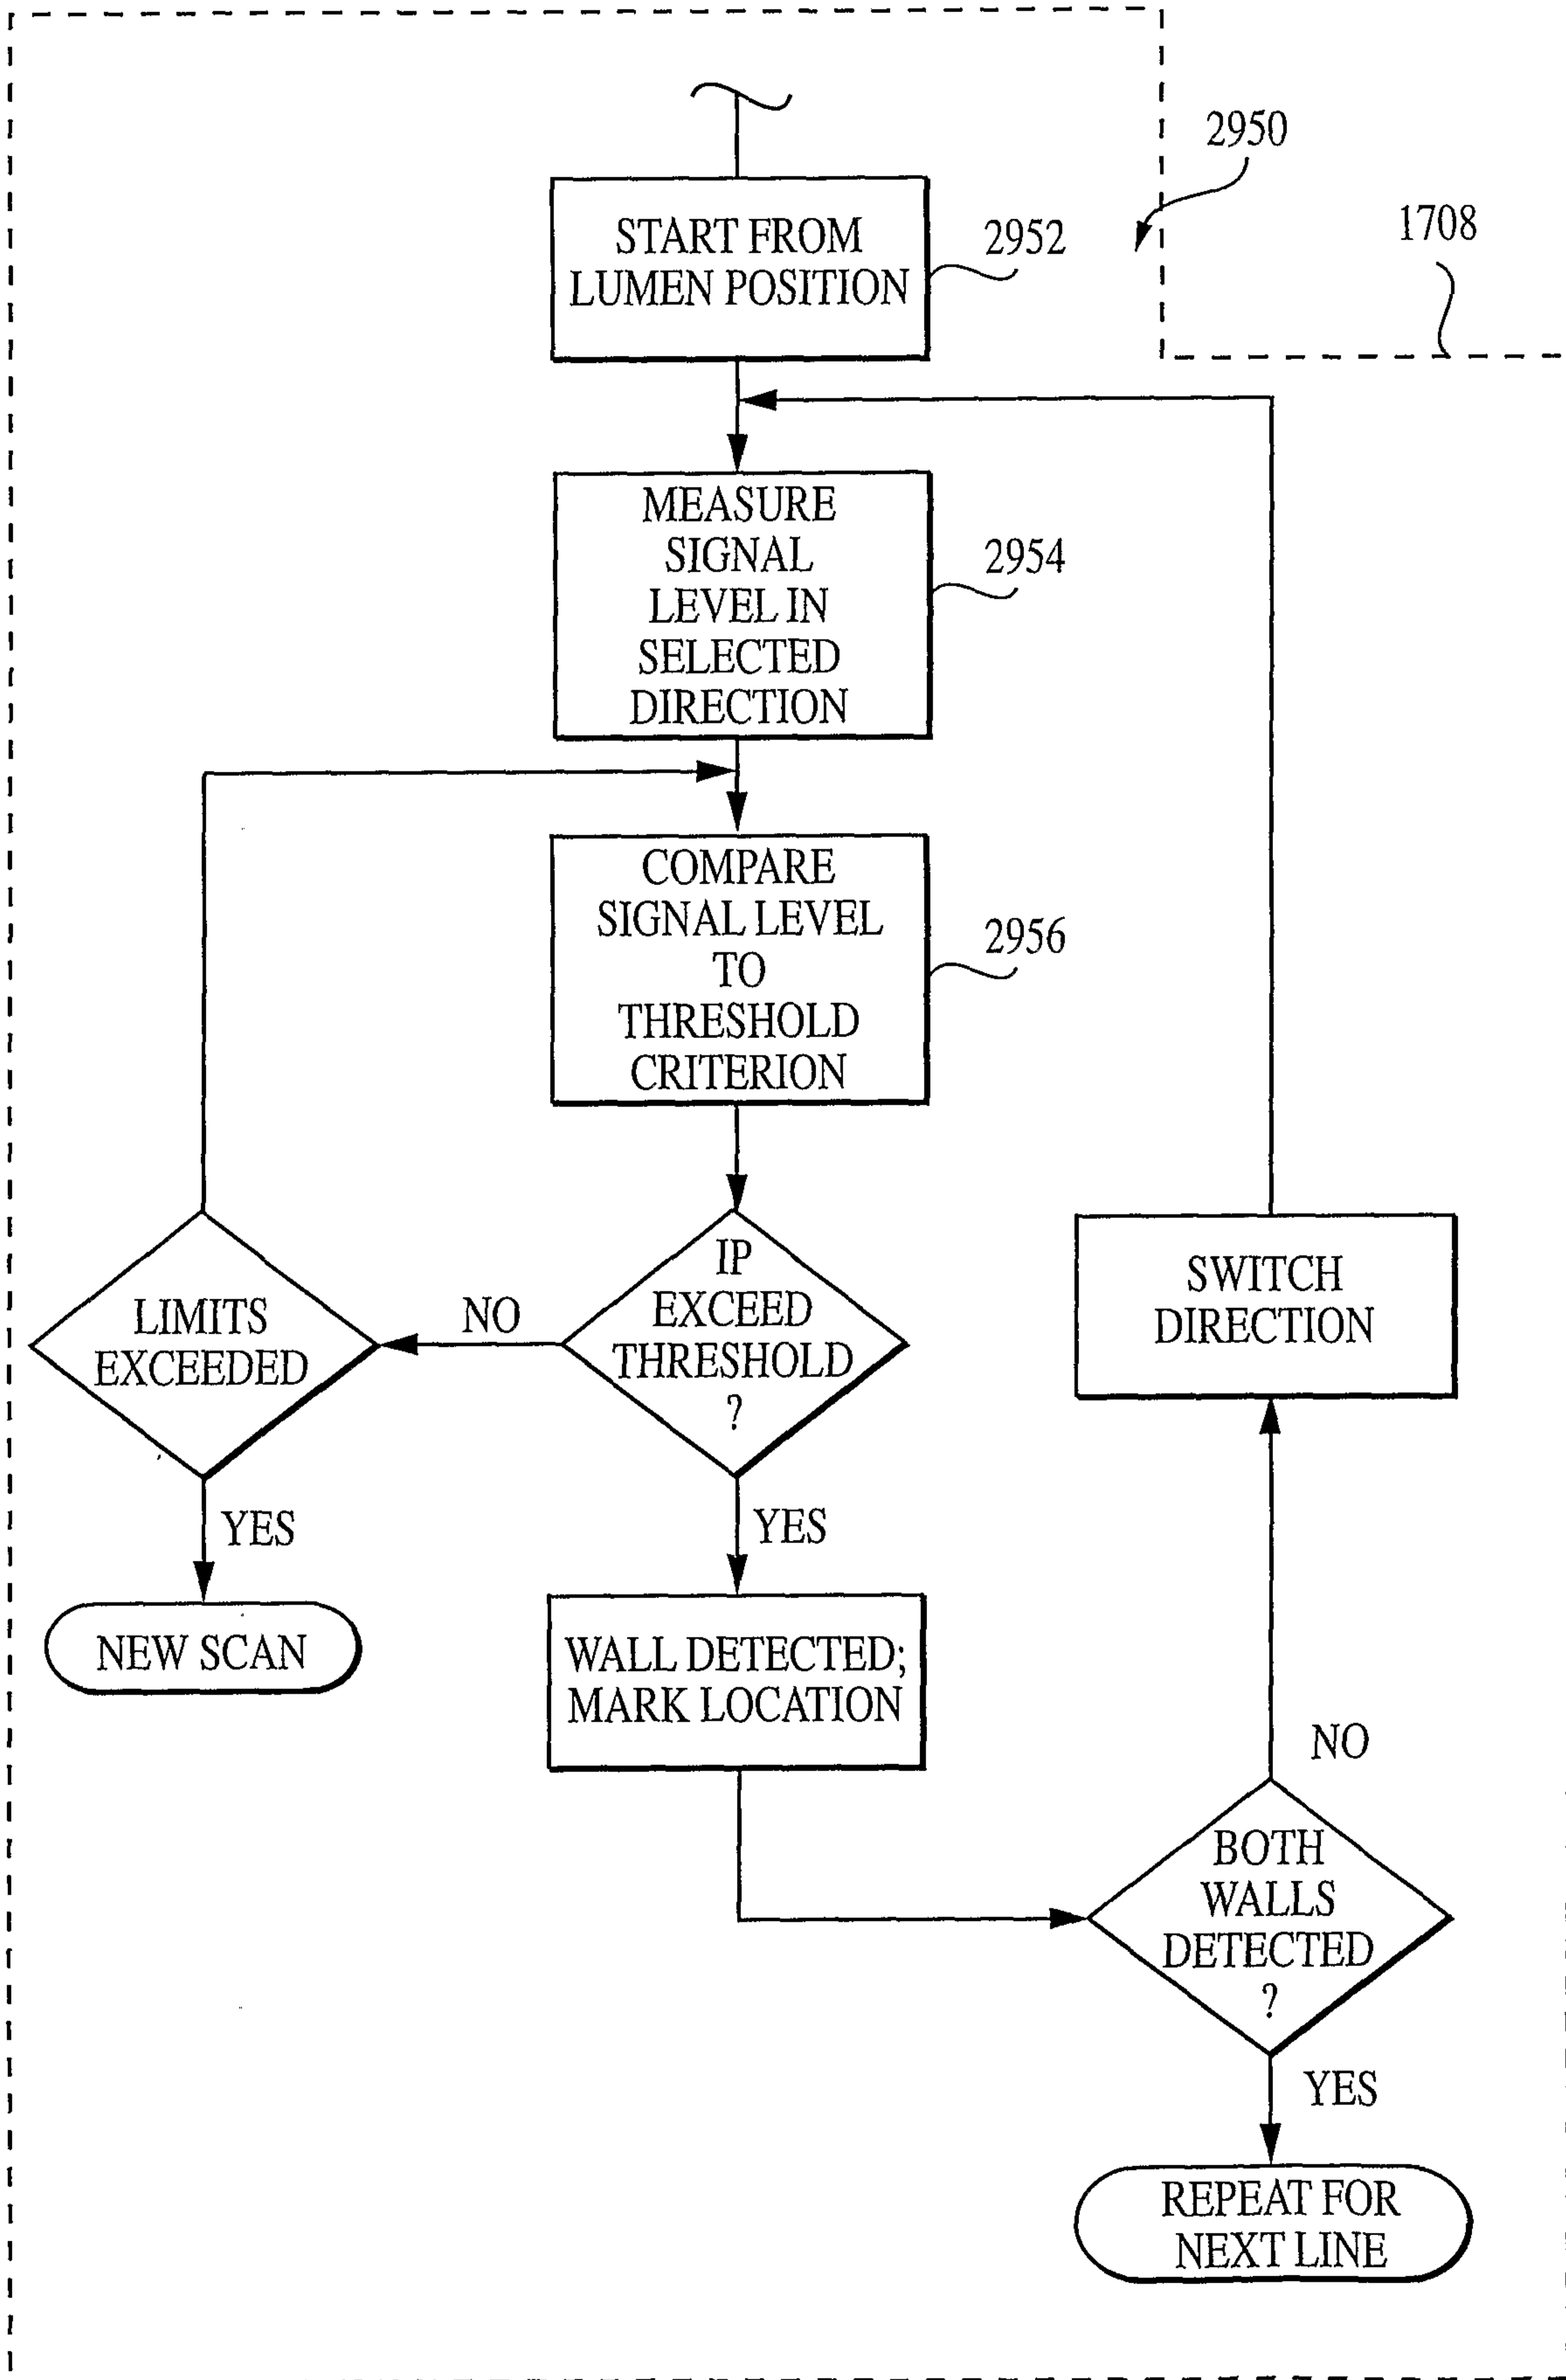 2950
1708
START FROM
LUMEN POSITION
2952
MEASURE
SIGNAL
LEVEL IN
SELECTED
DIRECTION
2954
COMPARE
SIGNAL LEVEL
TO
THRESHOLD
CRITERION
2956
LIMITS
EXCEEDED
NO
IP
EXCEED
THRESHOLD
?
SWITCH
DIRECTION
YES
YES
NEW SCAN
WALL DETECTED;
MARK LOCATION
NO
BOTH
WALLS
DETECTED
?
YES
REPEAT FOR
NEXT LINE